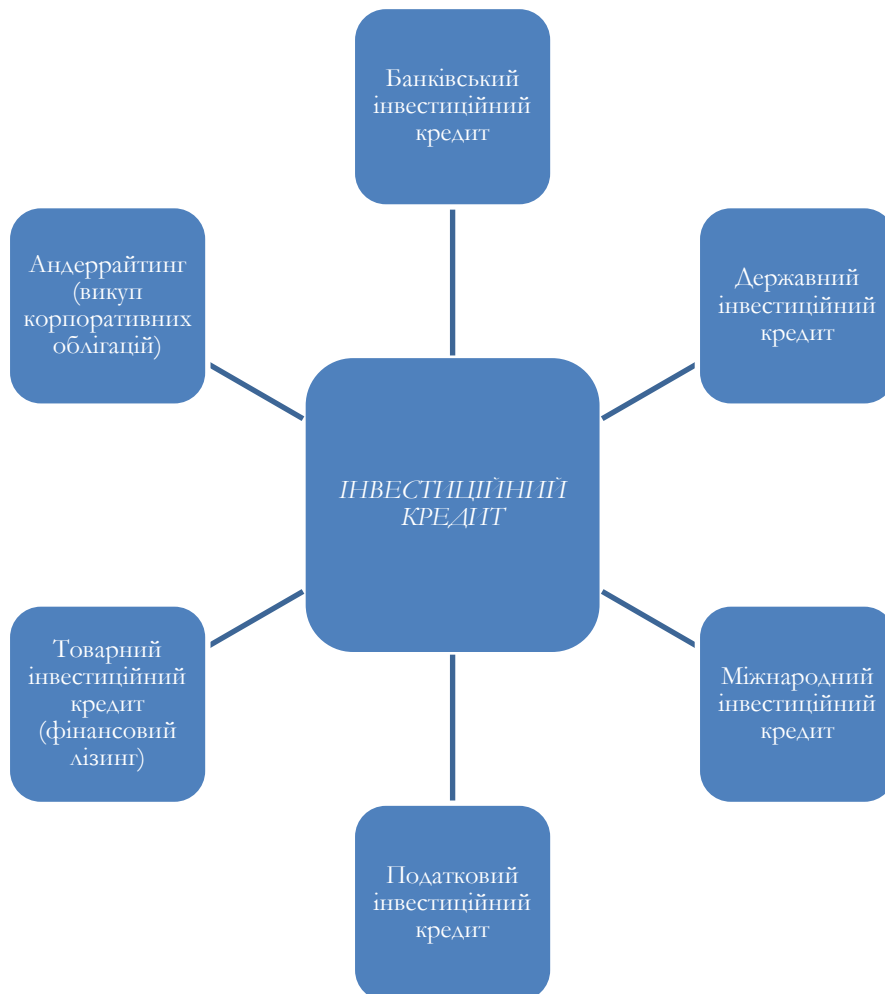 Банківський
інвестиційний
кредит
Андеррайтинг
(викуп
корпоративних
облігацій)
Державний
інвестиційний
кредит
ІНВЕСТИЦІЙНИЙ
КРЕДИТ
Товарний
інвестиційний
кредит
(фінансовий
лізинг)
Міжнародний
інвестиційний
кредит
Податковий
інвестиційний
кредит